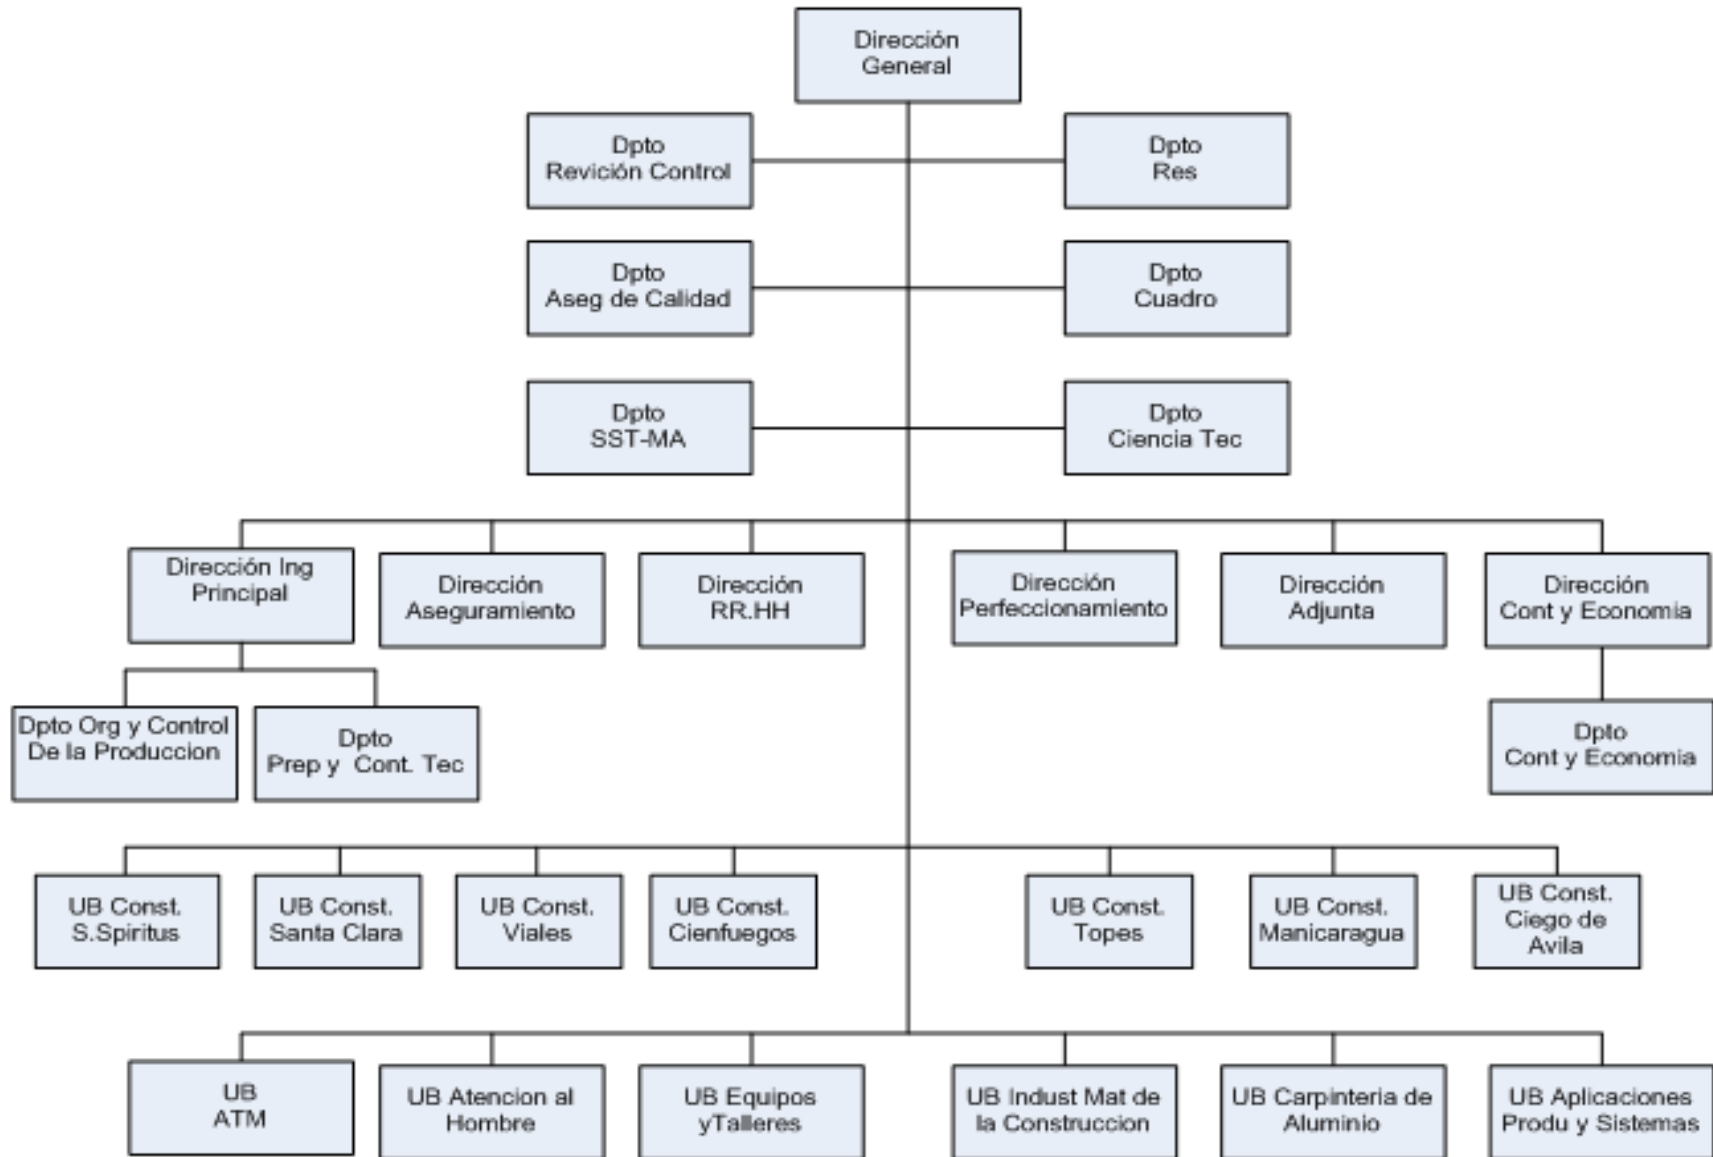 Dirección
General
Dpto
Revición Control
Dpto
Res
Dpto
Aseg de Calidad
Dpto
Cuadro
Dpto
SST-MA
Dpto
Ciencia Tec
Dirección Ing
Principal
Dirección
Aseguramiento
Dirección
RR.HH
Dirección
Perfeccionamiento
Dirección
Adjunta
Dirección
Cont y Economia
Dpto Org y Control
De la Produccion
Dpto
Prep y Cont. Tec
Dpto
Cont y Economia
UB Const.
S.Spiritus
UB Const.
Santa Clara
UB Const.
Viales
UB Const.
Cienfuegos
UB Const.
Topes
UB Const.
Manicaragua
UB Const.
Ciego de
Avila
UB
ATM
UB Atencion al
Hombre
UB Equipos
yTalleres
UB Indust Mat de
la Construccion
UB Carpinteria de
Aluminio
UB Aplicaciones
Produ y Sistemas